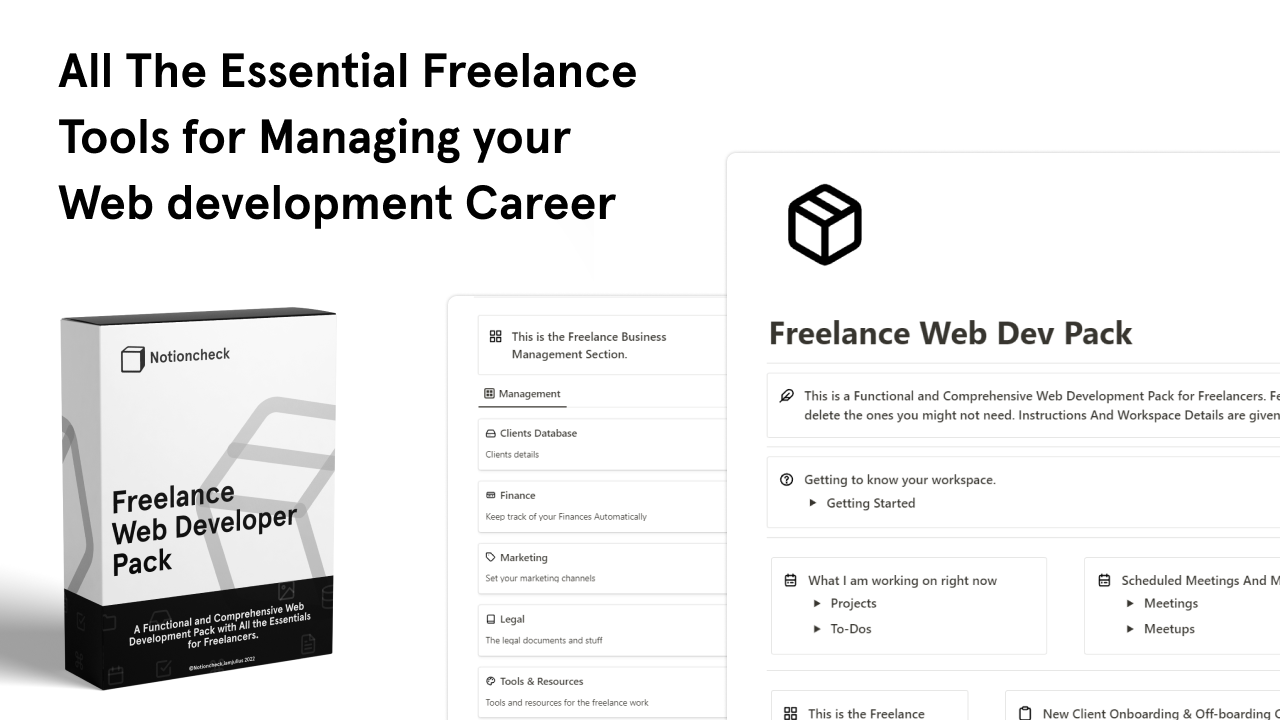 All The Essential Freelance
Tools for Managing your
Web development Career
Notioncheck
Freelance
Web Developer
Pack
A Functional and Comprehensive Web
Development Pack with All the Essentials
for Freelancers.
©Notioncheck,Iamjulius 2022
This is the Freelance Business
Management Section.
Management
Clients Database
Clients details
Finance
Keep track of your Finances Automatically
Marketing
Set your marketing channels
Legal
The legal documents and stuff
Tools & Resources
Tools and resources for the freelance work
Freelance Web Dev Pack
This is a Functional and Comprehensive Web Development Pack for Freelancers. Fe
delete the ones you might not need. Instructions And Workspace Details are given
Getting to know your workspace.
Getting Started
What I am working on right now
Projects
To-Dos
Scheduled Meetings And M
Meetings
Meetups
This is the Freelance
New Client Onboarding & Off-boarding C